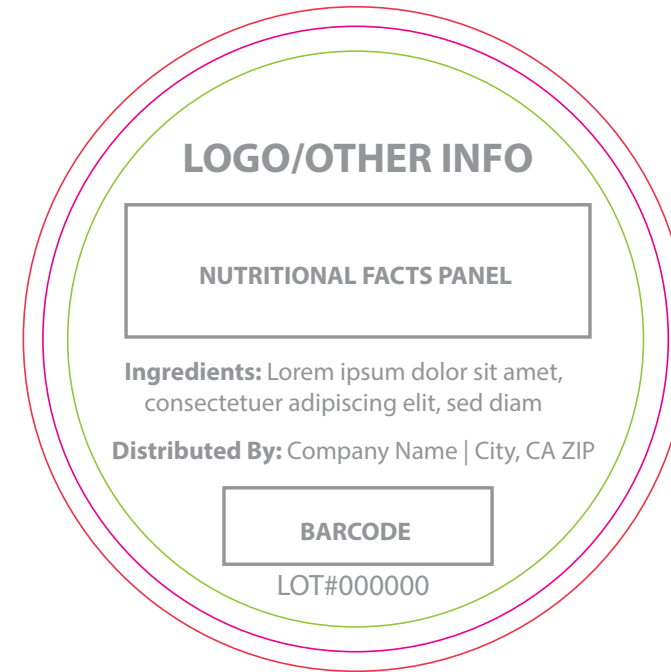 LOGO/OTHER INFO
NUTRITIONAL FACTS PANEL
Ingredients: Lorem ipsum dolor sit amet,
consectetuer adipiscing elit, sed diam
Distributed By: Company Name | City, CA ZIP
BARCODE
LOT#000000